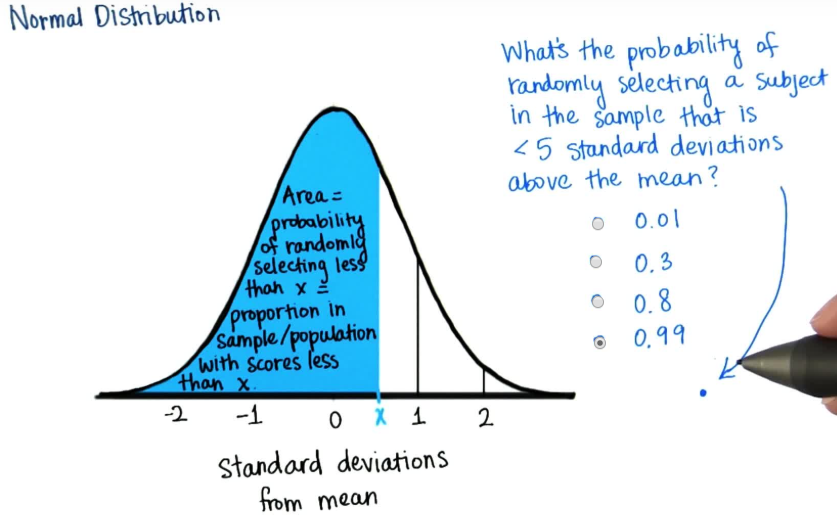 Normal Distribution
What's the probability of
randomly selecting a subject
in the sample that is
<5 standard deviations
above the mean?
0.01
0.3
0.8
0.99
Area =
probability
of randomly
selecting less
than x =
proportion in
sample/population
with scores less
than x.
-2 -1 0 x 1 2
Standard deviations
from mean